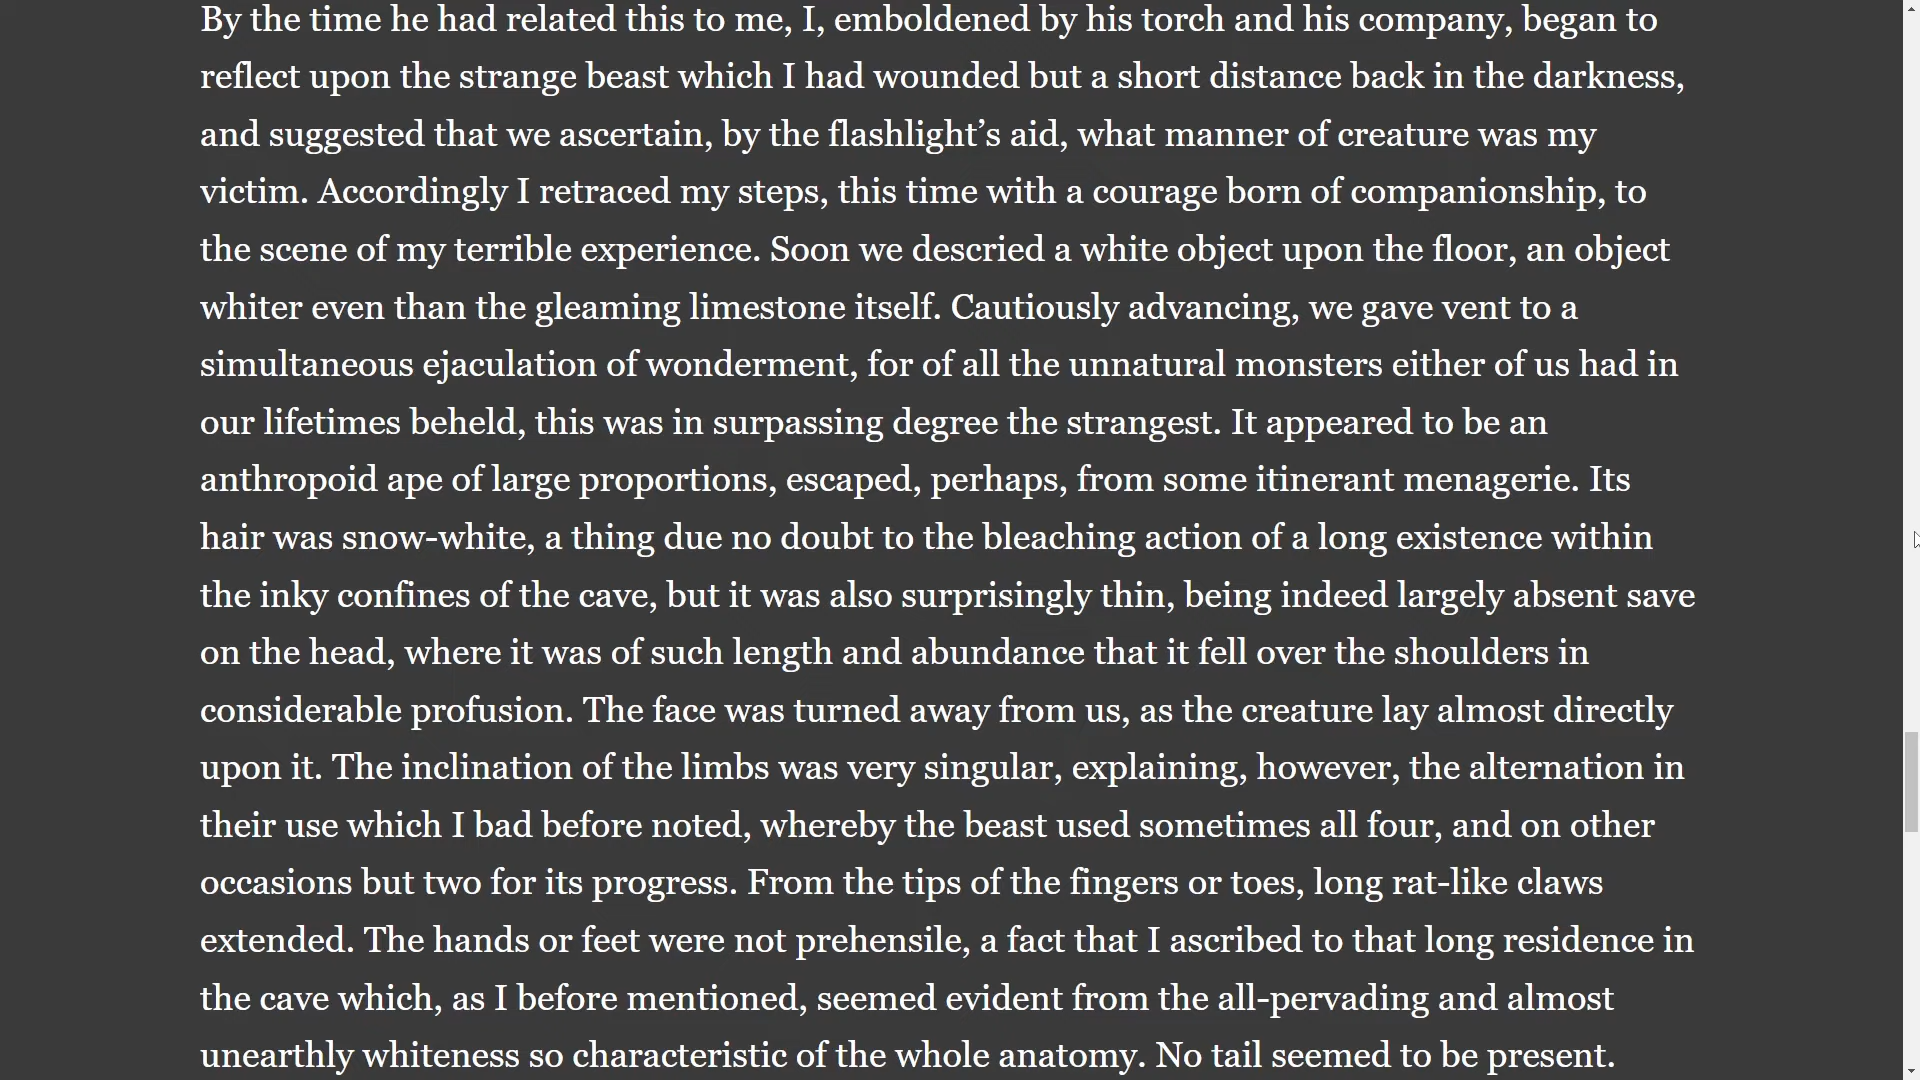 By the time he had related this to me, I, emboldened by his torch and his company, began to
reflect upon the strange beast which I had wounded but a short distance back in the darkness,
and suggested that we ascertain, by the flashlight’s aid, what manner of creature was my
victim. Accordingly I retraced my steps, this time with a courage born of companionship, to
the scene of my terrible experience. Soon we descried a white object upon the floor, an object
whiter even than the gleaming limestone itself. Cautiously advancing, we gave vent to a
simultaneous ejaculation of wonderment, for of all the unnatural monsters either of us had in
our lifetimes beheld, this was in surpassing degree the strangest. It appeared to be an
anthropoid ape of large proportions, escaped, perhaps, from some itinerant menagerie. Its
hair was snow-white, a thing due no doubt to the bleaching action of a long existence within
the inky confines of the cave, but it was also surprisingly thin, being indeed largely absent save
on the head, where it was of such length and abundance that it fell over the shoulders in
considerable profusion. The face was turned away from us, as the creature lay almost directly
upon it. The inclination of the limbs was very singular, explaining, however, the alternation in
their use which I bad before noted, whereby the beast used sometimes all four, and on other
occasions but two for its progress. From the tips of the fingers or toes, long rat-like claws
extended. The hands or feet were not prehensile, a fact that I ascribed to that long residence in
the cave which, as I before mentioned, seemed evident from the all-pervading and almost
unearthly whiteness so characteristic of the whole anatomy. No tail seemed to be present.